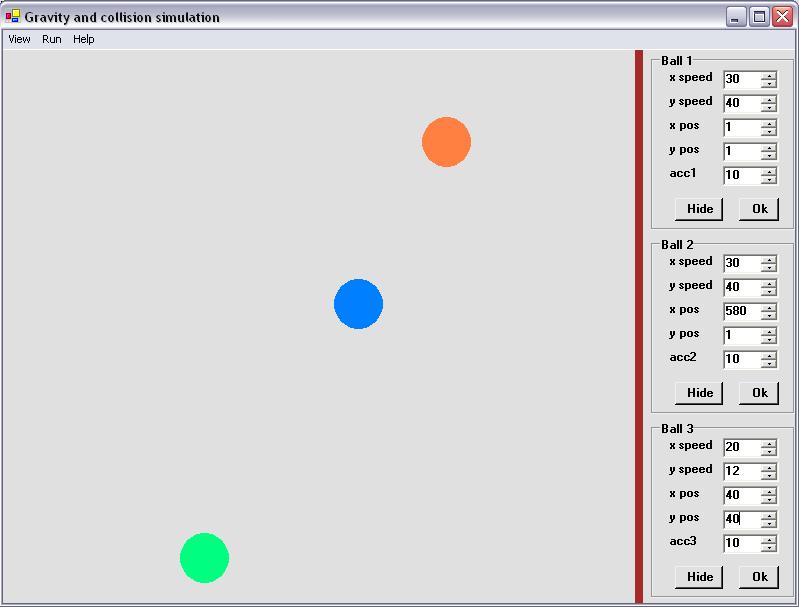 Gravity and collision simulation
View Run Help
Ball 1
x speed 30
y speed 40
x pos 1
y pos 1
acc1 10
Hide Ok
Ball 2
x speed 30
y speed 40
x pos 580
y pos 1
acc2 10
Hide Ok
Ball 3
x speed 20
y speed 12
x pos 40
y pos 40
acc3 10
Hide Ok